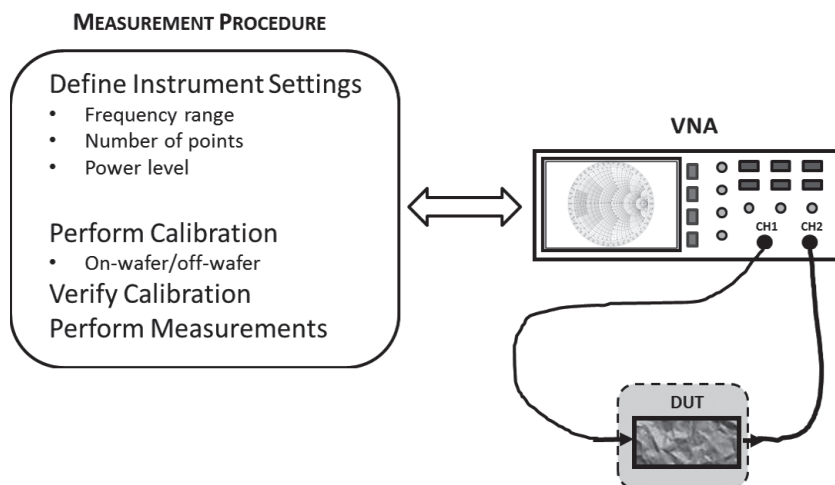 MEASUREMENT PROCEDURE
Define Instrument Settings
• Frequency range
• Number of points
• Power level
Perform Calibration
• On-wafer/off-wafer
Verify Calibration
Perform Measurements
VNA
CH1 CH2
DUT